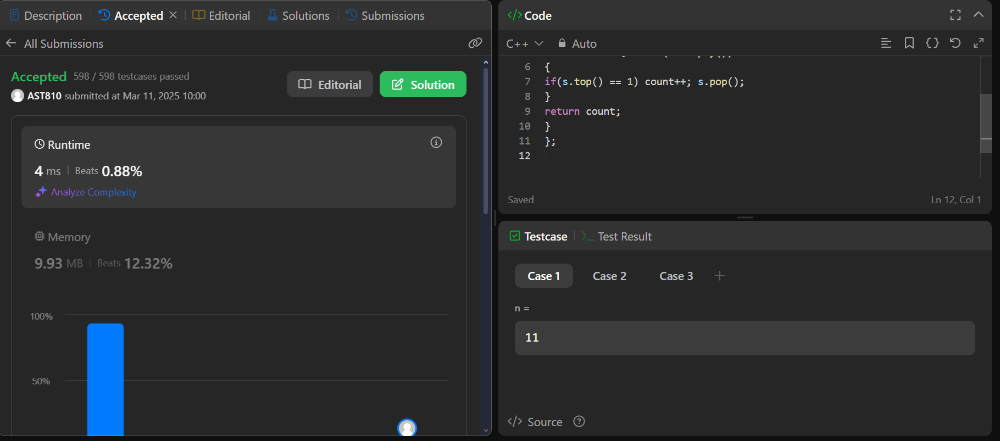 Description
Accepted
Editorial
Solutions
Submissions
All Submissions
Accepted 598 / 598 testcases passed
AST810 submitted at Mar 11, 2025 10:00
Editorial
Solution
Runtime
4 ms | Beats 0.88%
Analyze Complexity
Memory
9.93 MB | Beats 12.32%
100%
50%
</> Code
C++
Auto
6 {
7 if(s.top() == 1) count++; s.pop();
8 }
9 return count;
10 }
11 };
12
Saved
Ln 12, Col 1
Testcase
Test Result
Case 1
Case 2
Case 3
n =
11
</> Source